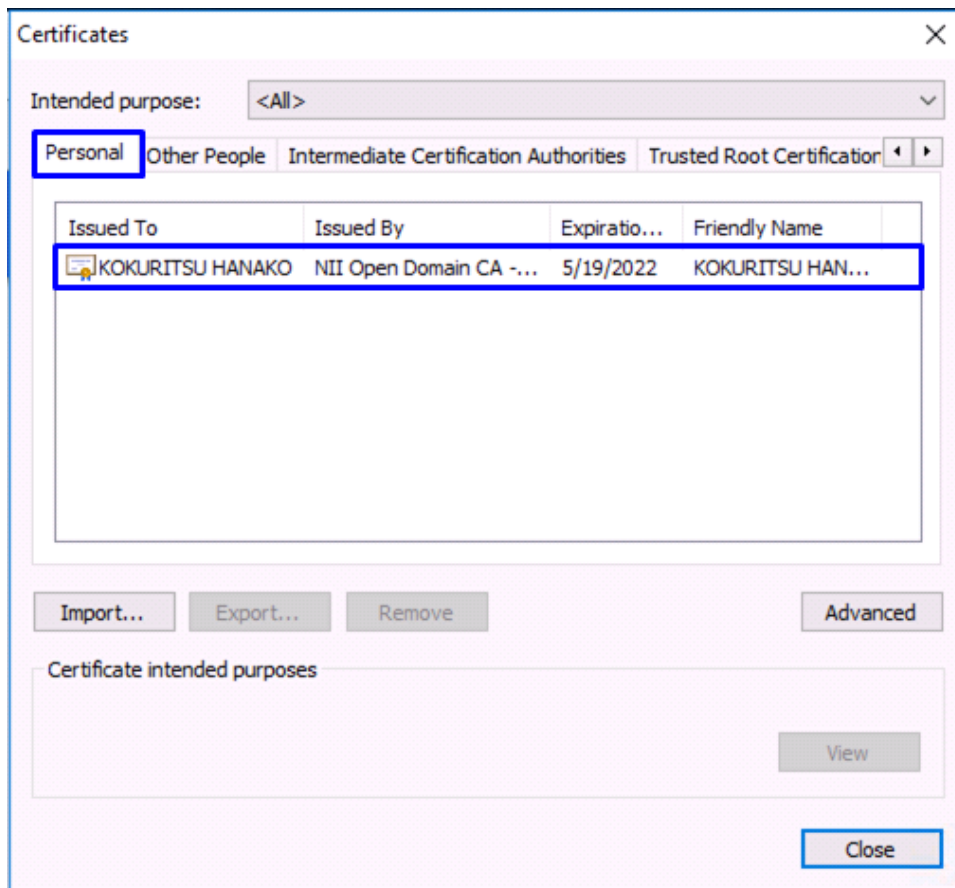 Certificates
Intended purpose: <All>
Personal Other People Intermediate Certification Authorities Trusted Root Certification
Issued To Issued By Expiratio... Friendly Name
KOKURITSU HANAKO NII Open Domain CA -... 5/19/2022 KOKURITSU HAN...
Import... Export... Remove Advanced
Certificate intended purposes
View
Close